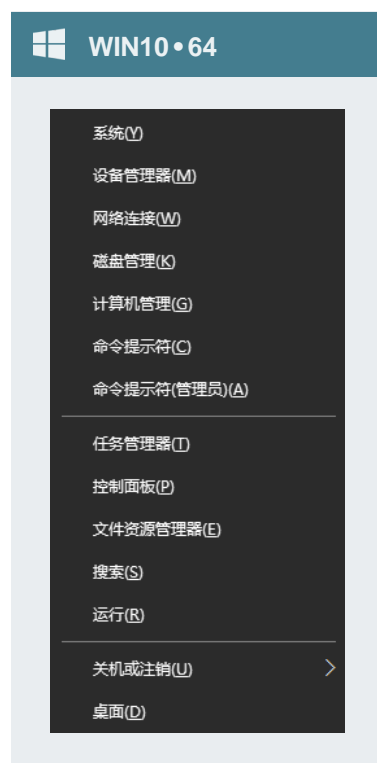 WIN10•64
系统(Y)
设备管理器(M)
网络连接(W)
磁盘管理(K)
计算机管理(G)
命令提示符(C)
命令提示符(管理员)(A)
任务管理器(T)
控制面板(P)
文件资源管理器(E)
搜索(S)
运行(R)
关机或注销(U)
桌面(D)